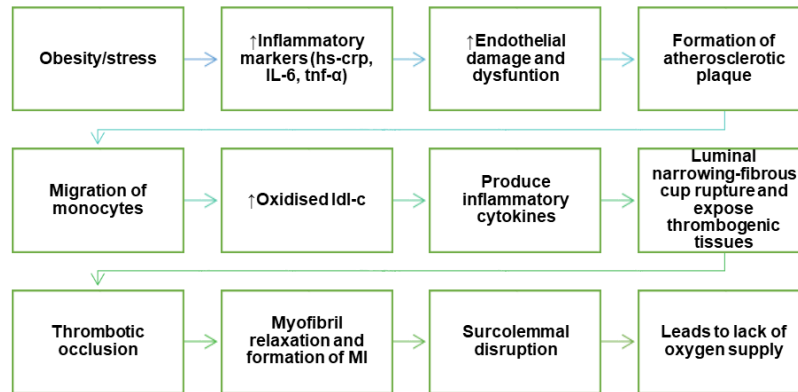 Obesity/stress
↑Inflammatory
markers (hs-crp,
IL-6, tnf-α)
↑Endothelial
damage and
dysfuntion
Formation of
atherosclerotic
plaque
Migration of
monocytes
↑Oxidised ldl-c
Produce
inflammatory
cytokines
Luminal
narrowing-fibrous
cup rupture and
expose
thrombogenic
tissues
Thrombotic
occlusion
Myofibril
relaxation and
formation of MI
Surcolemmal
disruption
Leads to lack of
oxygen supply